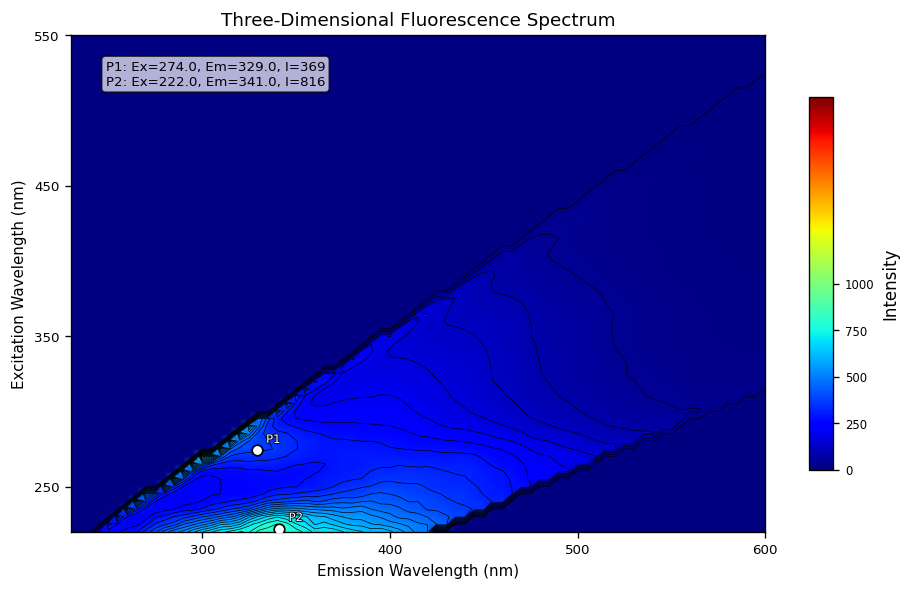 Three-Dimensional Fluorescence Spectrum
550
450
350
250
Excitation Wavelength (nm)
P1: Ex=274.0, Em=329.0, I=369
P2: Ex=222.0, Em=341.0, I=816
P1
P2
300
400
500
600
Emission Wavelength (nm)
1000
750
500
250
0
Intensity